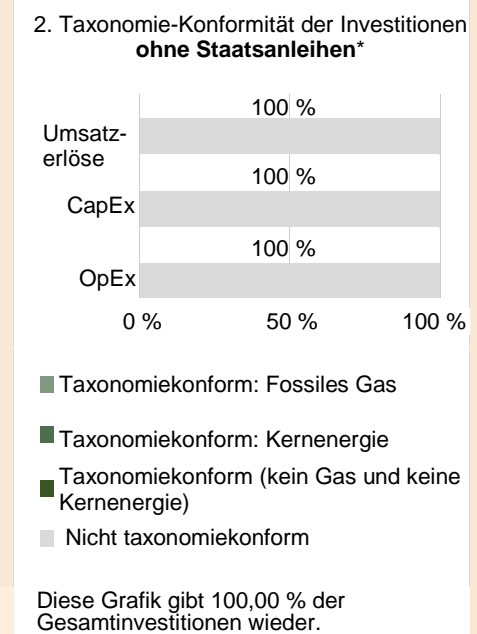 2. Taxonomie-Konformität der Investitionen
ohne Staatsanleihen*
100 %
Umsatz-
erlöse
100 %
CapEx
100 %
OpEx
0 % 50 % 100 %
Taxonomiekonform: Fossiles Gas
Taxonomiekonform: Kernenergie
Taxonomiekonform (kein Gas und keine
Kernenergie)
Nicht taxonomiekonform
Diese Grafik gibt 100,00 % der
Gesamtinvestitionen wieder.